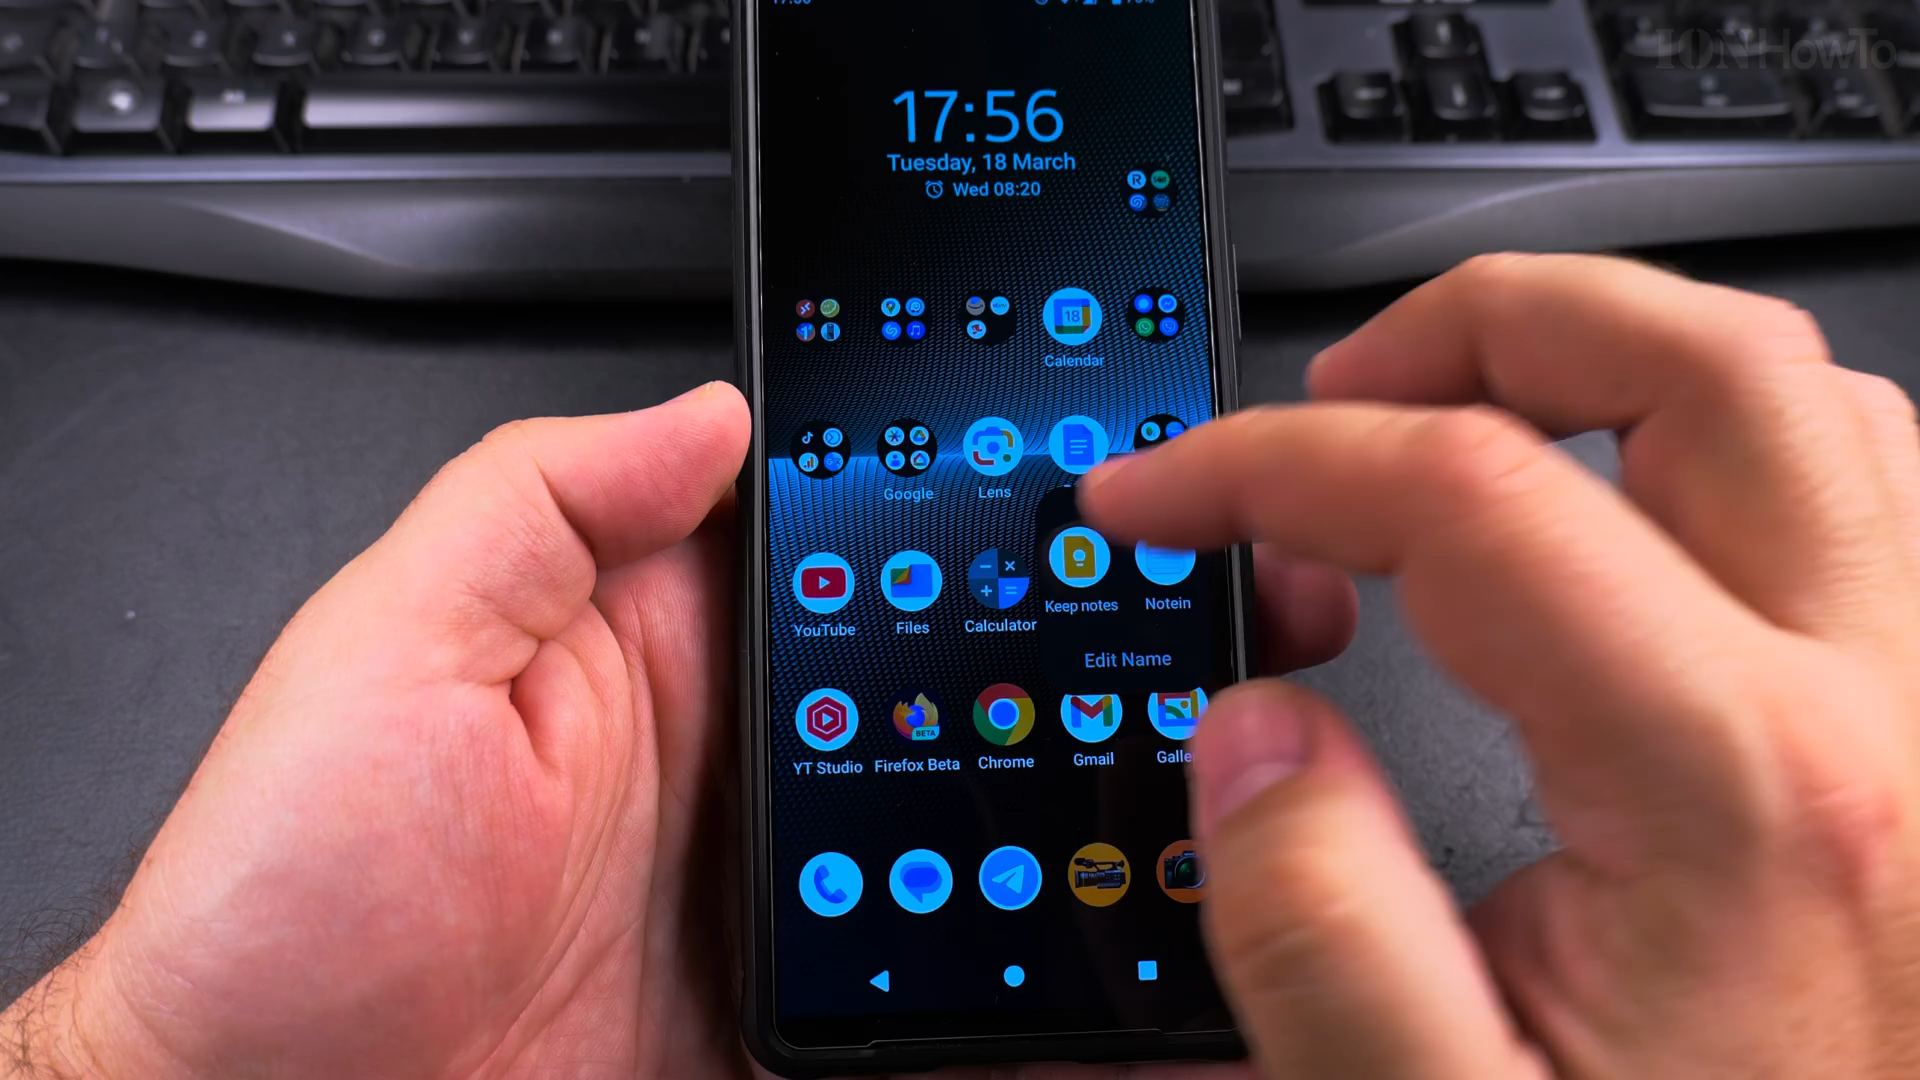 IONHowTo
17:56
Tuesday, 18 March
Wed 08:20
18
Calendar
Google
Lens
Keep notes
Notein
YouTube
Files
Calculator
Edit Name
BETA
YT Studio
Firefox Beta
Chrome
Gmail